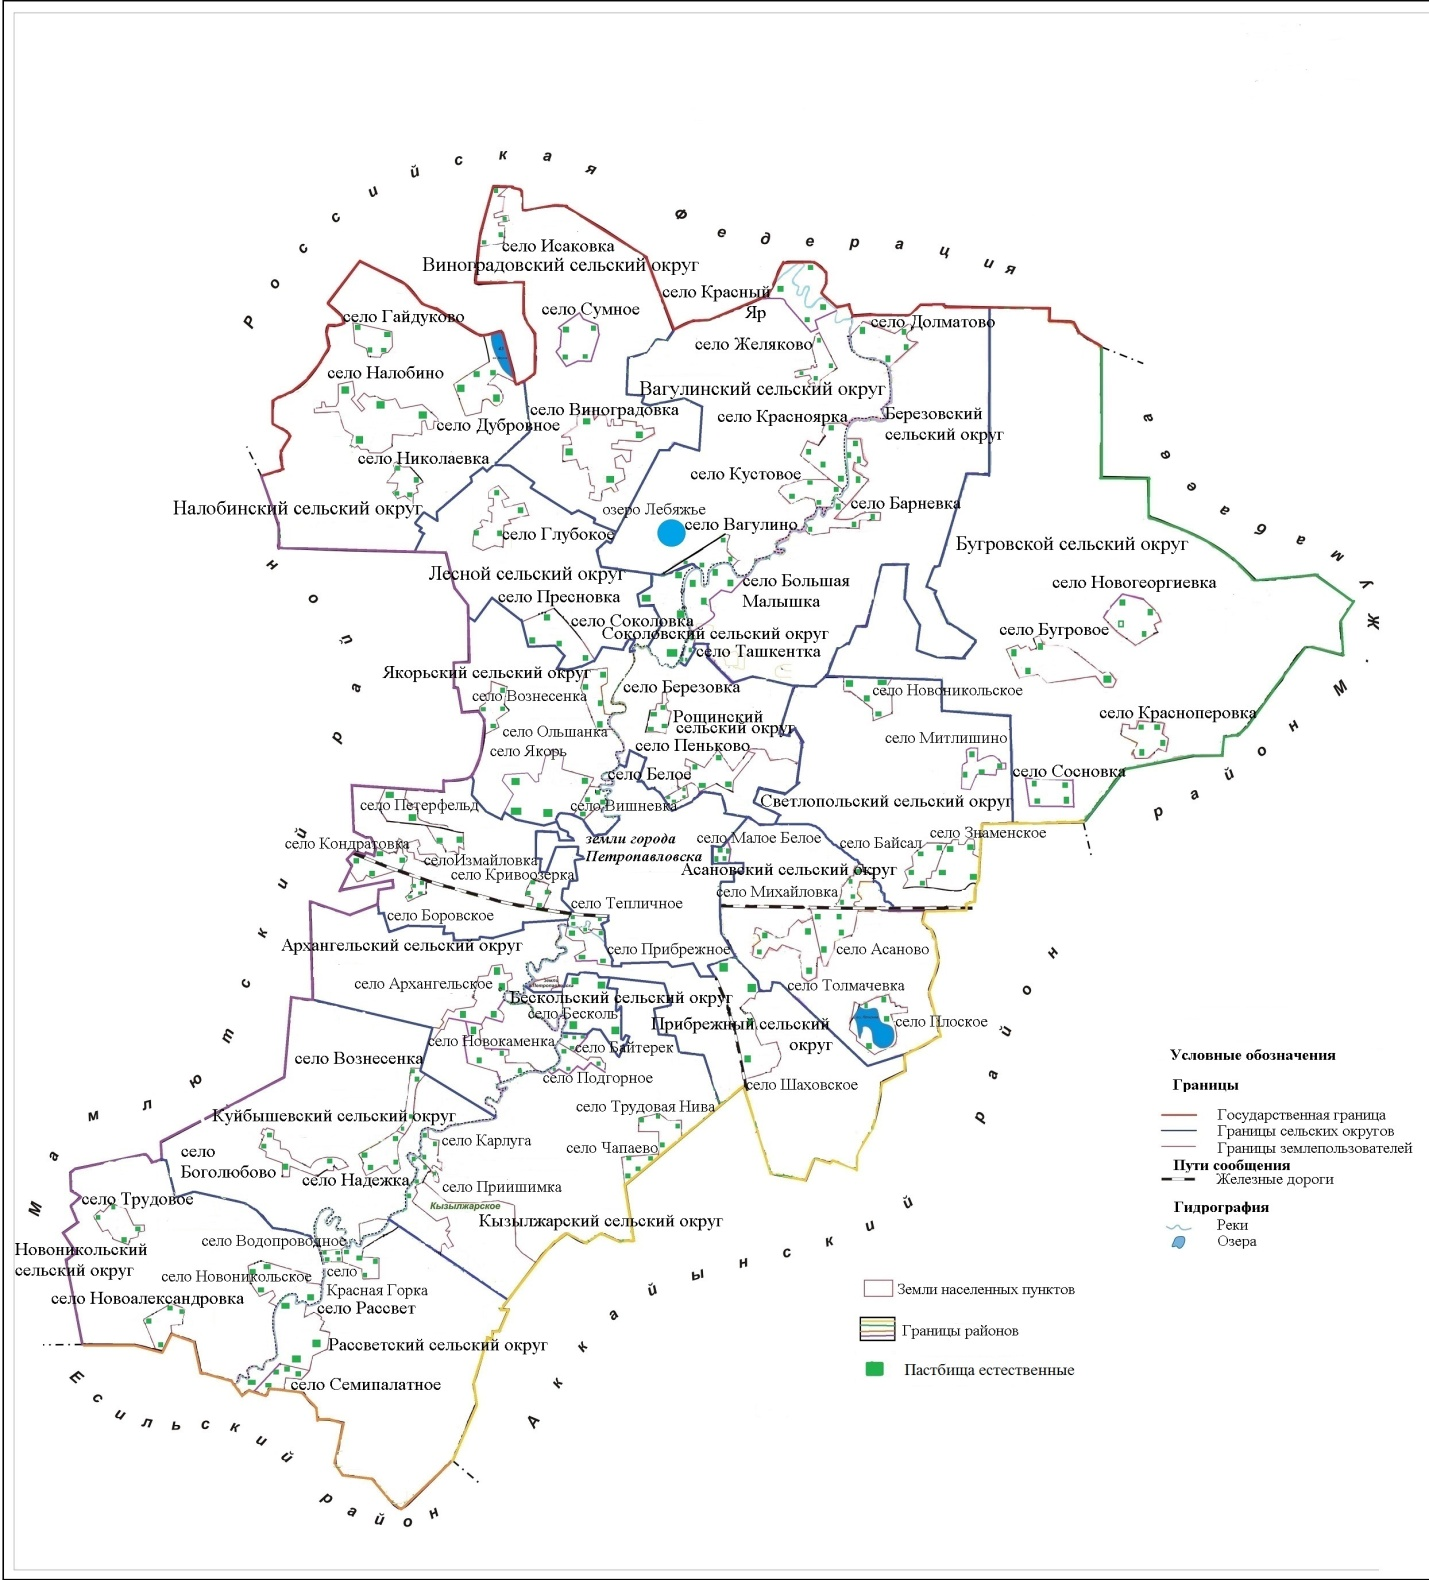 Российская Федерация
село Исаковка
Виноградовский сельский округ
село Красный
Яр
село Гайдуково
село Сумное
село Долматово
село Желяково
село Налобино
Вагулинский сельский округ
село Виноградовка
село Красноярка
Березовский
сельский округ
село Дубровное
село Николаевка
село Кустовое
Налобинский сельский округ
озеро Лебяжье
село Барневка
село Глубокое
село Вагулино
Бугровской сельский округ
Лесной сельский округ
село Большая
Малышка
село Новогеоргиевка
село Пресновка
село Соколовка
Соколовский сельский округ
село Бугровое
село Ташкентка
Якорьский сельский округ
село Вознесенка
село Березовка
село Новоникольское
Рощинский
сельский округ
село Красноперовка
село Ольшанка
село Якорь
село Пеньково
село Митлишино
село Белое
село Сосновка
село Петерфельд
село Вишневка
Светлопольский сельский округ
земли города
Петропавловска
село Малое Белое
село Байсал
село Знаменское
село Кондратовка
селоИзмайловка
село Кривоозерка
Асановский сельский округ
село Михайловка
село Боровское
село Тепличное
Архангельский сельский округ
село Прибрежное
село Асаново
село Архангельское
село Толмачевка
Бескольский сельский округ
село Бесколь
Прибрежный сельский
округ
село Плоское
село Новокаменка
село Байтерек
село Вознесенка
село Подгорное
село Шаховское
село Трудовая Нива
Куйбышевский сельский округ
село Карлуга
село Чапаево
село
Боголюбово
село Надежка
село Приишимка
село Трудовое
Кызылжарское
Кызылжарский сельский округ
село Водопроводное
Новоникольский
сельский округ
село Новоникольское
село
Красная Горка
село Новоалександровка
село Рассвет
Рассветский сельский округ
село Семипалатное
Мамлютский район
район М. Жумабаева
Аккайынский район
Есильский район
Условные обозначения
Границы
Государственная граница
Границы сельских округов
Границы землепользователей
Пути сообщения
Железные дороги
Гидрография
Реки
Озера
Земли населенных пунктов
Границы районов
Пастбища естественные